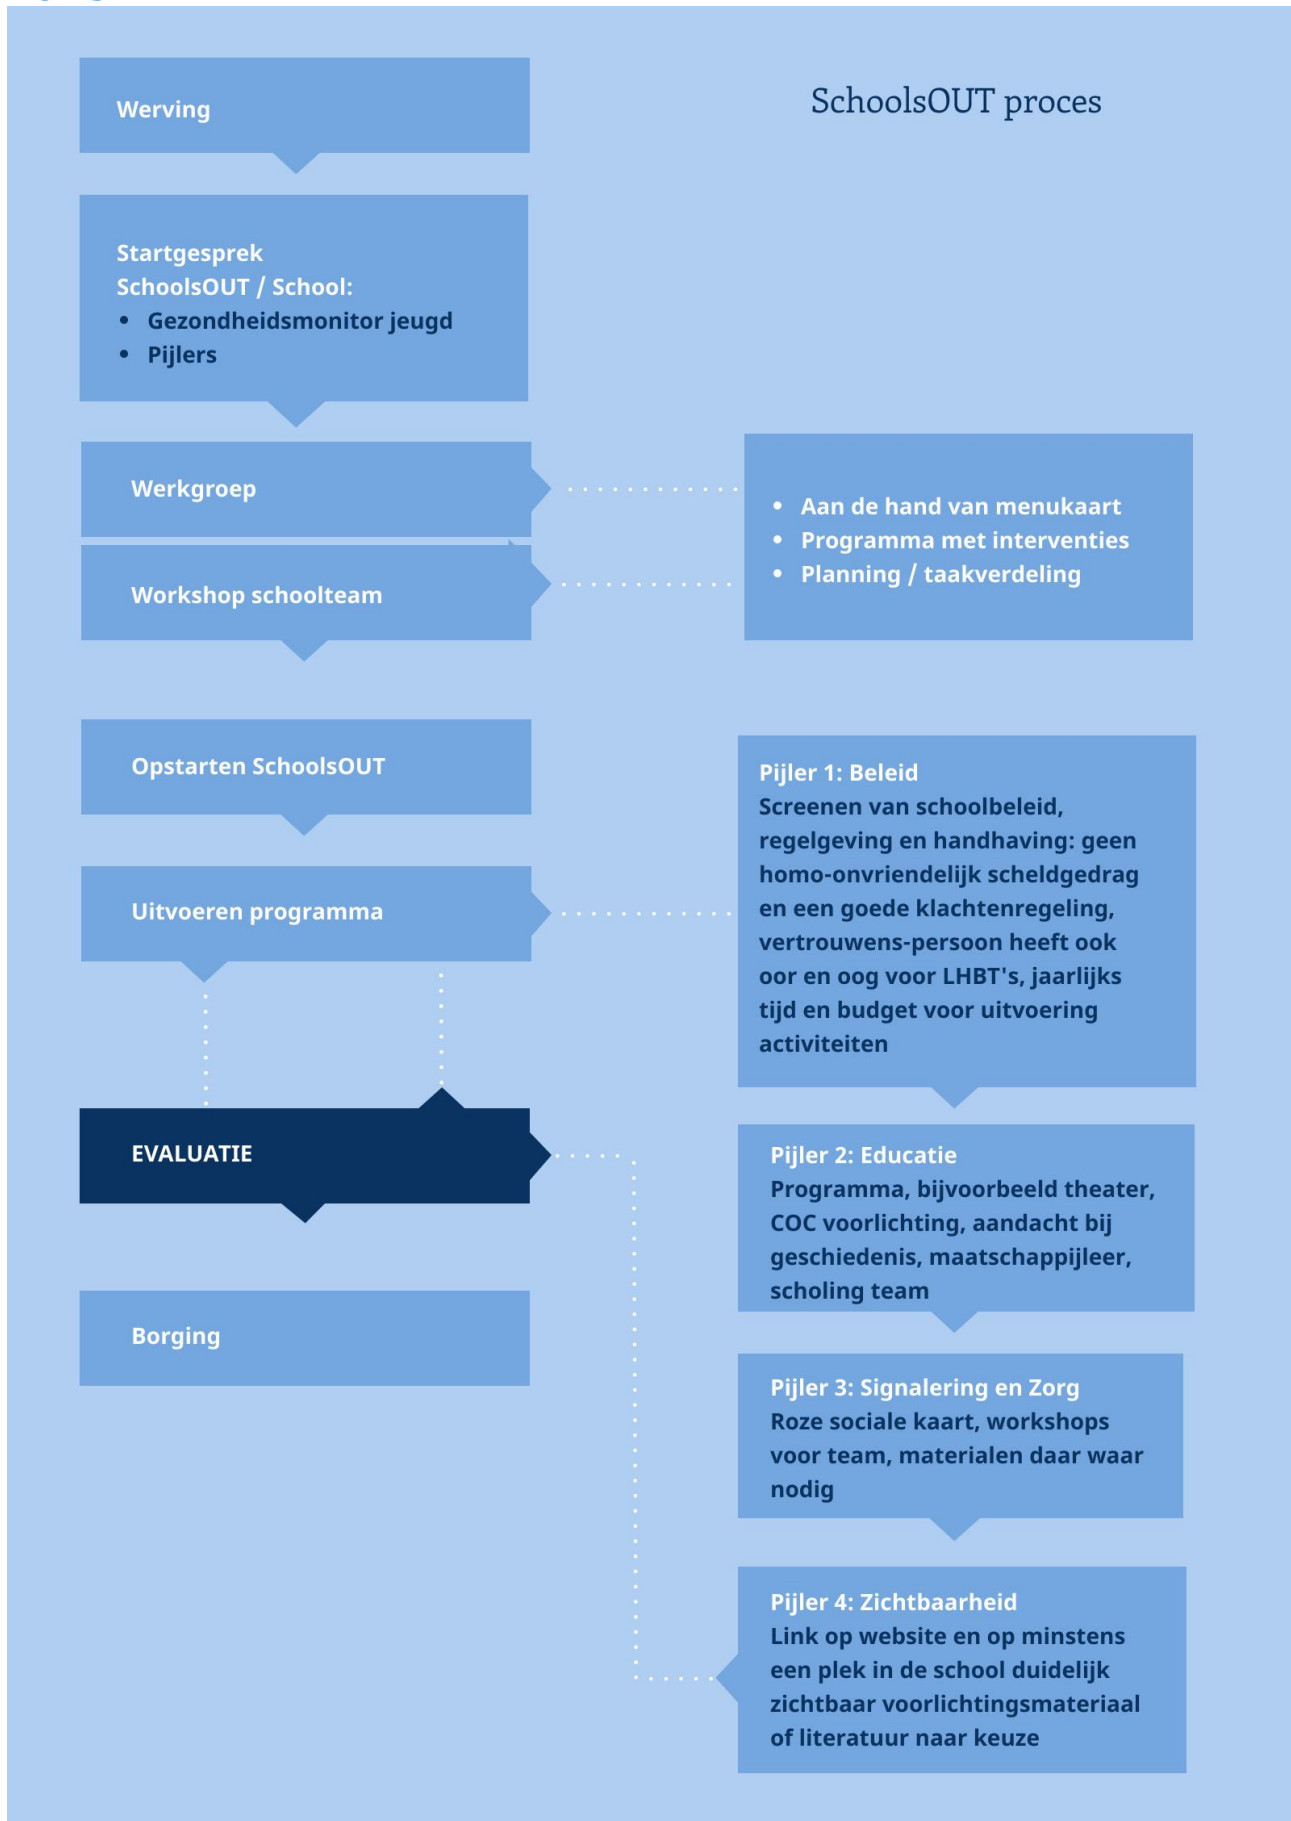 SchoolsOUT proces
Werving
Startgesprek
SchoolsOUT / School:
• Gezondheidsmonitor jeugd
• Pijlers
Werkgroep
Workshop schoolteam
• Aan de hand van menukaart
• Programma met interventies
• Planning / taakverdeling
Opstarten SchoolsOUT
Uitvoeren programma
Pijler 1: Beleid
Screenen van schoolbeleid,
regelgeving en handhaving: geen
homo-onvriendelijk scheldgedrag
en een goede klachtenregeling,
vertrouwens-persoon heeft ook
oor en oog voor LHBT's, jaarlijks
tijd en budget voor uitvoering
activiteiten
EVALUATIE
Pijler 2: Educatie
Programma, bijvoorbeeld theater,
COC voorlichting, aandacht bij
geschiedenis, maatschappijleer,
scholing team
Borging
Pijler 3: Signalering en Zorg
Roze sociale kaart, workshops
voor team, materialen daar waar
nodig
Pijler 4: Zichtbaarheid
Link op website en op minstens
een plek in de school duidelijk
zichtbaar voorlichtingsmateriaal
of literatuur naar keuze